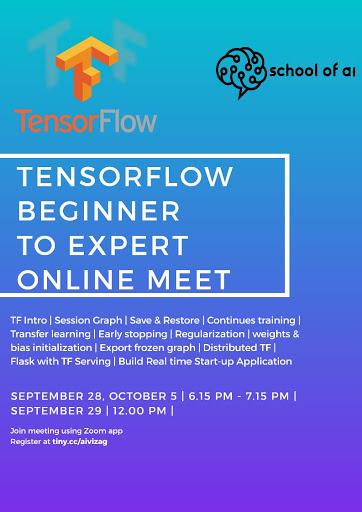 TF
TensorFlow
school of ai
TENSORFLOW
BEGINNER
TO EXPERT
ONLINE MEET
TF Intro | Session Graph | Save & Restore | Continues training |
Transfer learning | Early stopping | Regularization | weights &
bias initialization | Export frozen graph | Distributed TF |
Flask with TF Serving | Build Real time Start-up Application
SEPTEMBER 28, OCTOBER 5 | 6.15 PM - 7.15 PM |
SEPTEMBER 29 | 12.00 PM |
Join meeting using Zoom app
Register at tiny.cc/aivizag